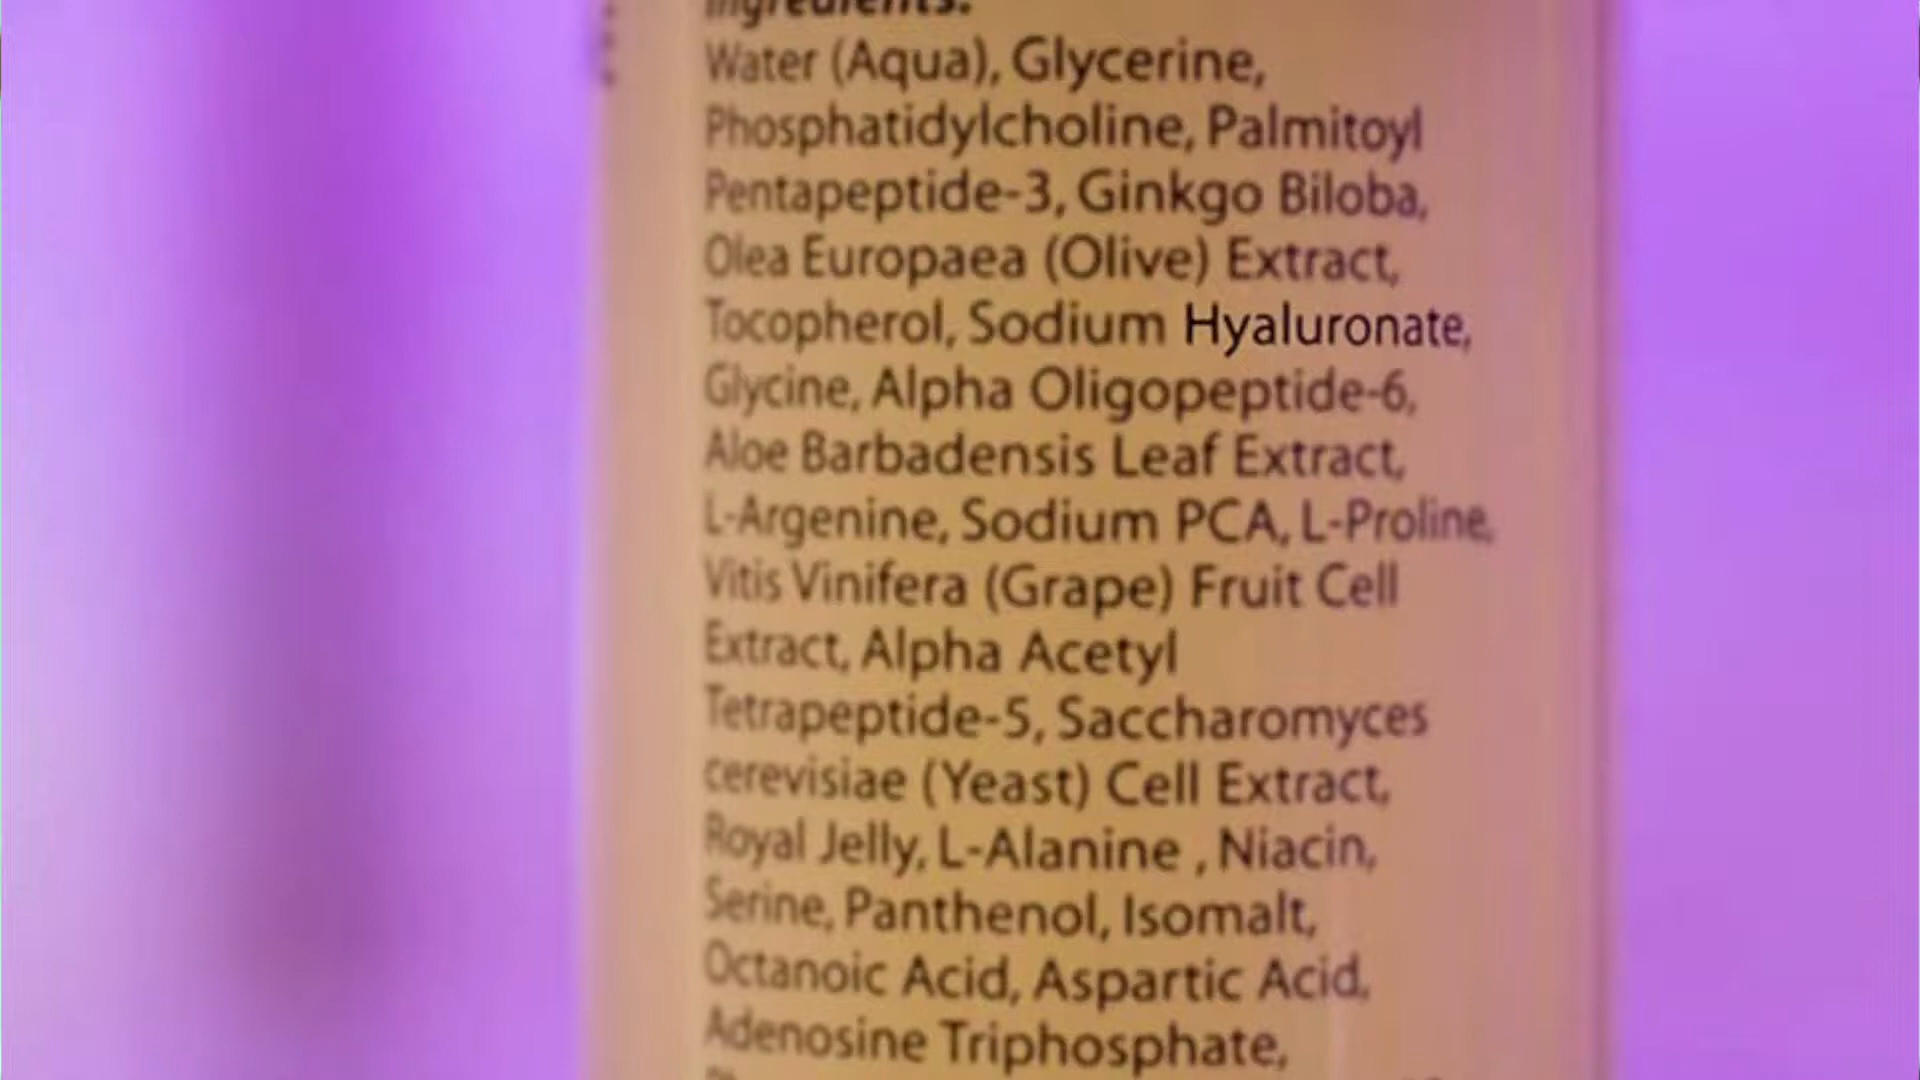 Ingredients:
Water (Aqua), Glycerine,
Phosphatidylcholine, Palmitoyl
Pentapeptide-3, Ginkgo Biloba,
Olea Europaea (Olive) Extract,
Tocopherol, Sodium Hyaluronate,
Glycine, Alpha Oligopeptide-6,
Aloe Barbadensis Leaf Extract,
L-Argenine, Sodium PCA, L-Proline,
Vitis Vinifera (Grape) Fruit Cell
Extract, Alpha Acetyl
Tetrapeptide-5, Saccharomyces
cerevisiae (Yeast) Cell Extract,
Royal Jelly, L-Alanine , Niacin,
Serine, Panthenol, Isomalt,
Octanoic Acid, Aspartic Acid,
Adenosine Triphosphate,